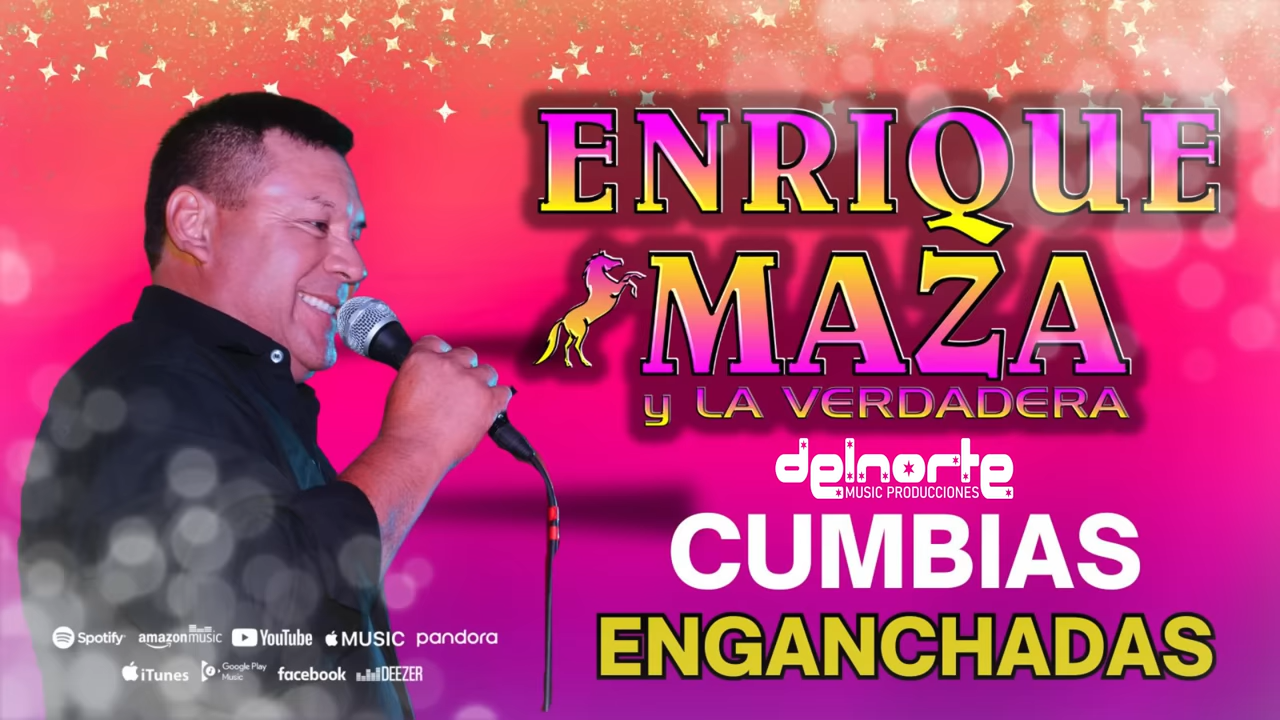 ENRIQUE
MAZA
y LA VERDADERA
delnorte
MUSIC PRODUCCIONES
CUMBIAS
ENGANCHADAS
Spotify amazon music YouTube MUSIC pandora
iTunes Google Play Music facebook DEEZER